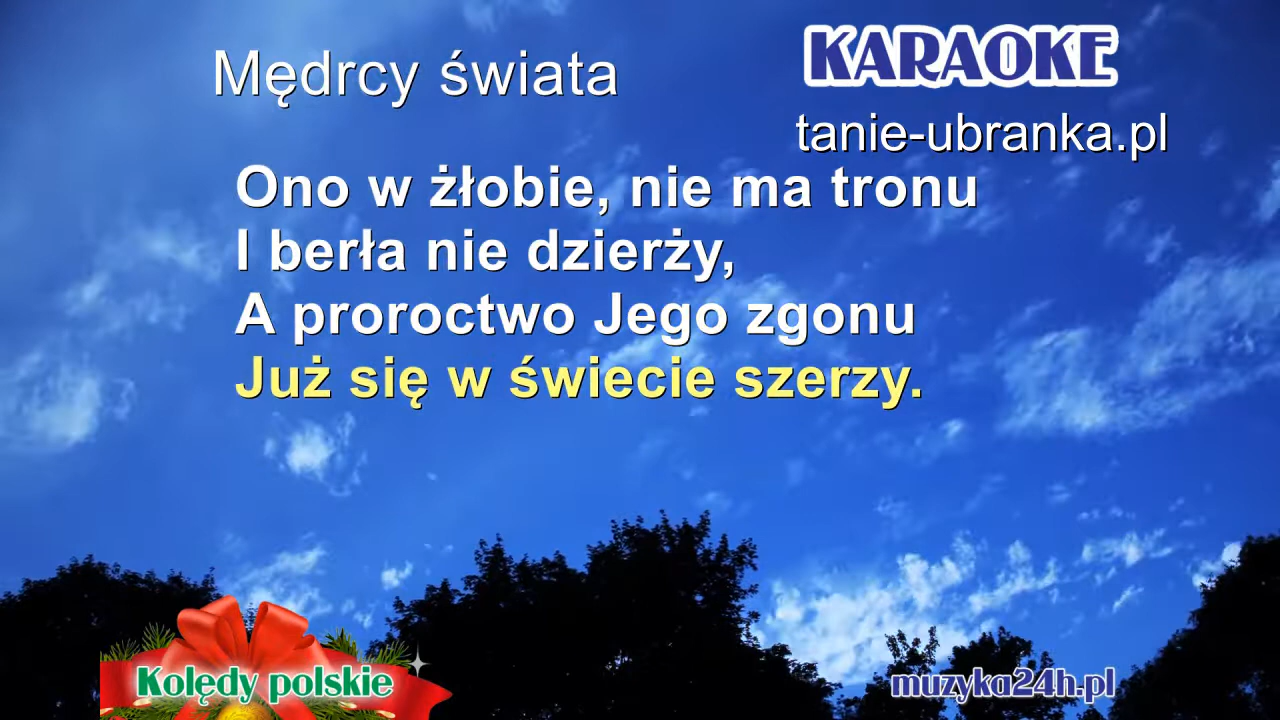 Mędrcy świata
KARAOKE
tanie-ubranka.pl
Ono w żłobie, nie ma tronu
I berła nie dzierży,
A proroctwo Jego zgonu
Już się w świecie szerzy.
Kolędy polskie
muzyka24h.pl